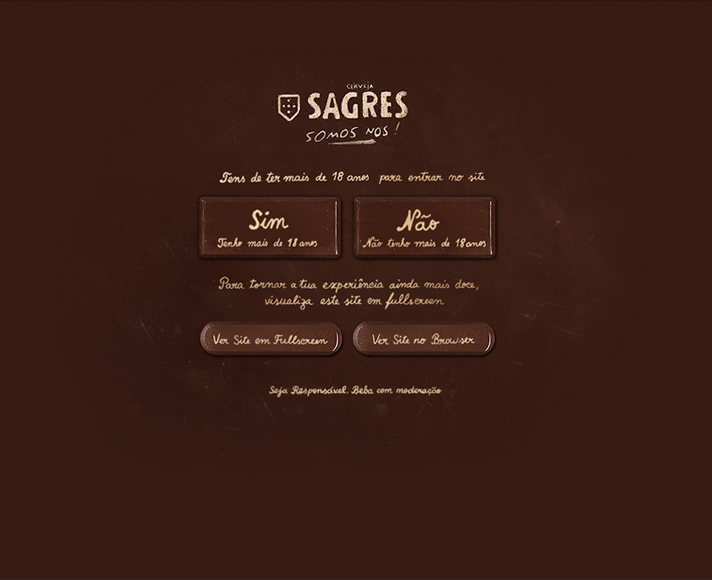 CERVEJA
SAGRES
SOMOS NÓS!
Tens de ter mais de 18 anos para entrar no site
Sim
Tenho mais de 18 anos
Não
Não tenho mais de 18 anos
Para tornar a tua experiência ainda mais doce,
visualiza este site em fullscreen
Ver Site em Fullscreen
Ver Site no Browser
Seja Responsável. Beba com moderação